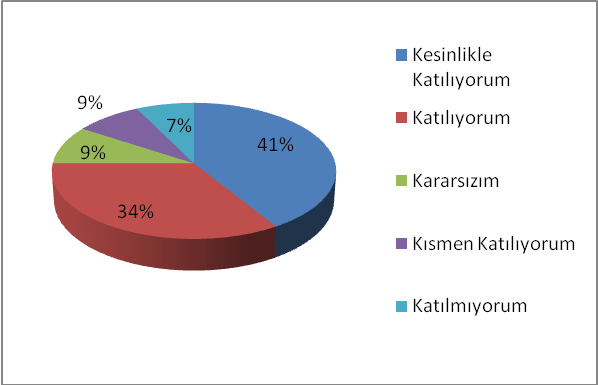 Kesinlikle
Katılıyorum
Katılıyorum
Kararsızım
Kısmen Katılıyorum
Katılmıyorum
41%
34%
9%
9%
7%